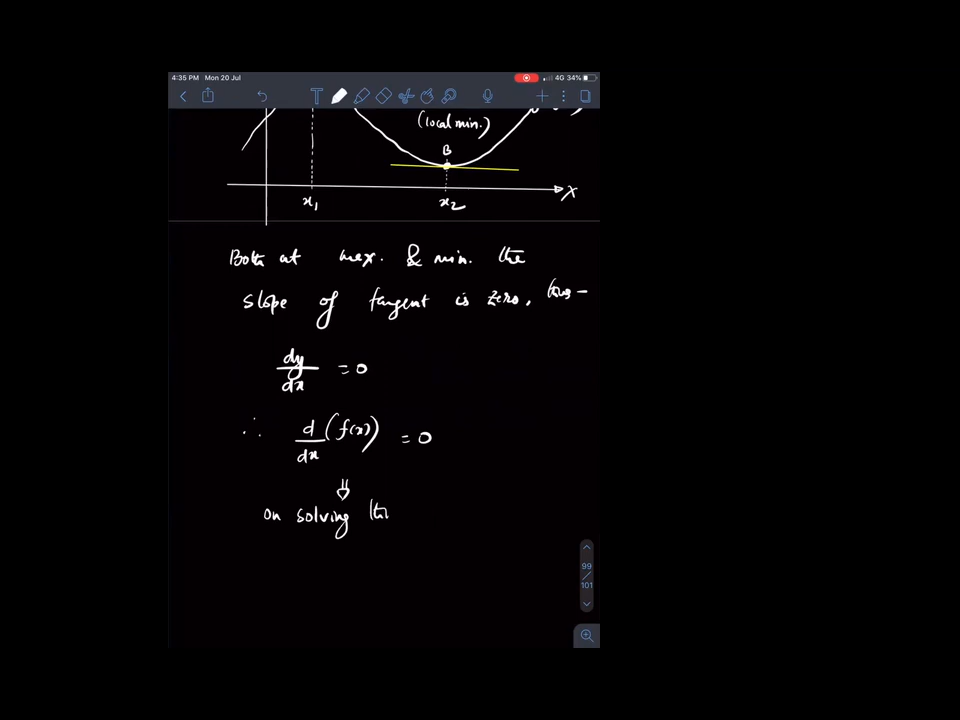 4:35 PM Mon 20 Jul 4G 34%
T
(local min.)
B
x₁ x₂ X
Both at max. & min. the
slope of tangent is zero, thus-
dy/dx = 0
∴ d/dx (f(x)) = 0
⇓
on solving
99/101